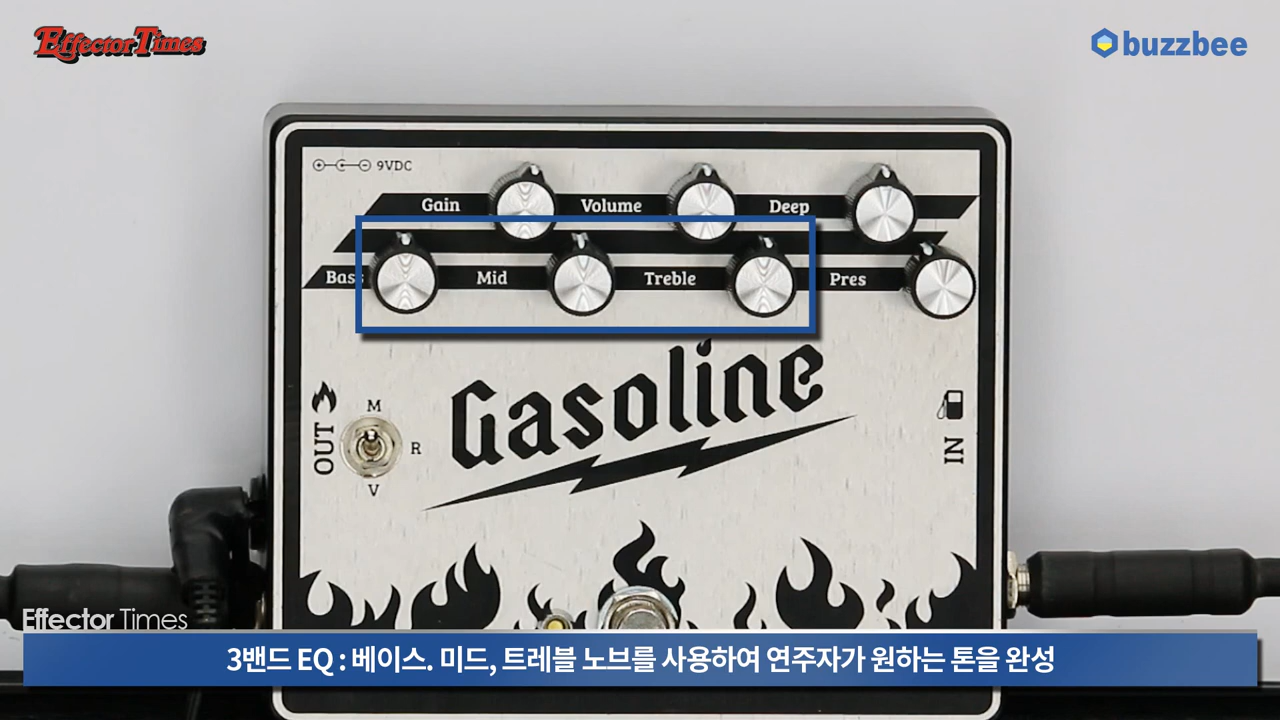 Effector Times
buzzbee
9VDC
Gain Volume Deep
Bass Mid Treble Pres
Gasoline
M
R
V
OUT
IN
Effector Times
3밴드 EQ : 베이스. 미드, 트레블 노브를 사용하여 연주자가 원하는 톤을 완성